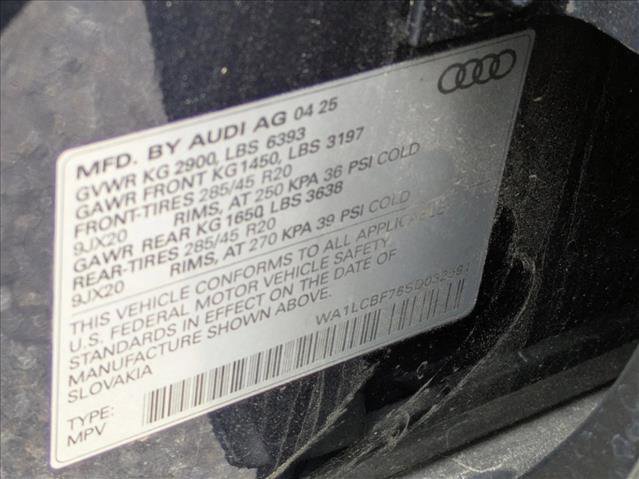 MFD. BY AUDI AG 04 25
GVWR KG 2900, LBS 6393
GAWR FRONT KG1450, LBS 3197
FRONT-TIRES 285/45 R20
9JX20 RIMS, AT 250 KPA 36 PSI COLD
GAWR REAR KG 1650, LBS 3638
REAR-TIRES 285/45 R20
9JX20 RIMS, AT 270 KPA 39 PSI COLD
THIS VEHICLE CONFORMS TO ALL APPLICABLE
U.S. FEDERAL MOTOR VEHICLE SAFETY
STANDARDS IN EFFECT ON THE DATE OF
MANUFACTURE SHOWN ABOVE.
SLOVAKIA
TYPE:
MPV